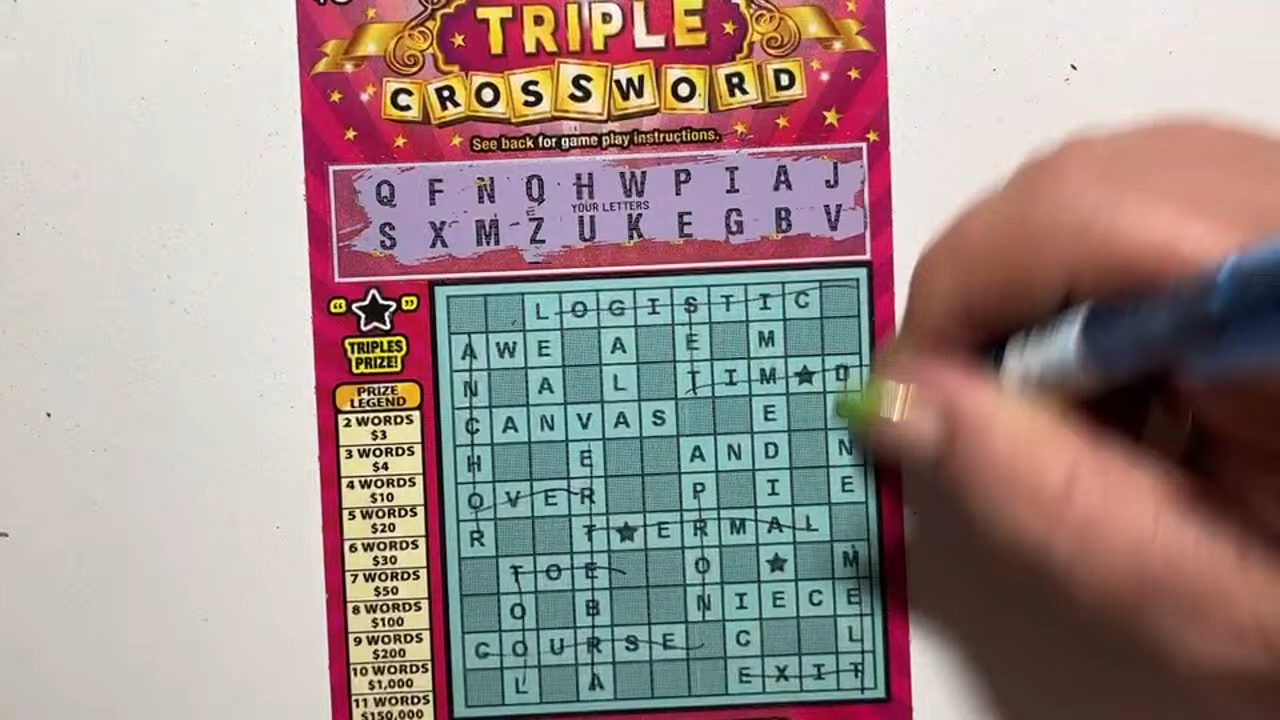 TRIPLE
CROSSWORD
See back for game play instructions.
Q F N Q H W P I A J
YOUR LETTERS
S X M Z U K E G B V
TRIPLES
PRIZE!
PRIZE
LEGEND
2 WORDS
$3
3 WORDS
$4
4 WORDS
$10
5 WORDS
$20
6 WORDS
$30
7 WORDS
$50
8 WORDS
$100
9 WORDS
$200
10 WORDS
$1,000
11 WORDS
$150,000
L O G I S T I C
A W E A E M
N A L T I M ★ D
C A N V A S E
H E A N D N
O V E R P I E
R T ★ E R M A L
T O E O ★ M
O B N I E C E
C O U R S E C L
L A E X I T